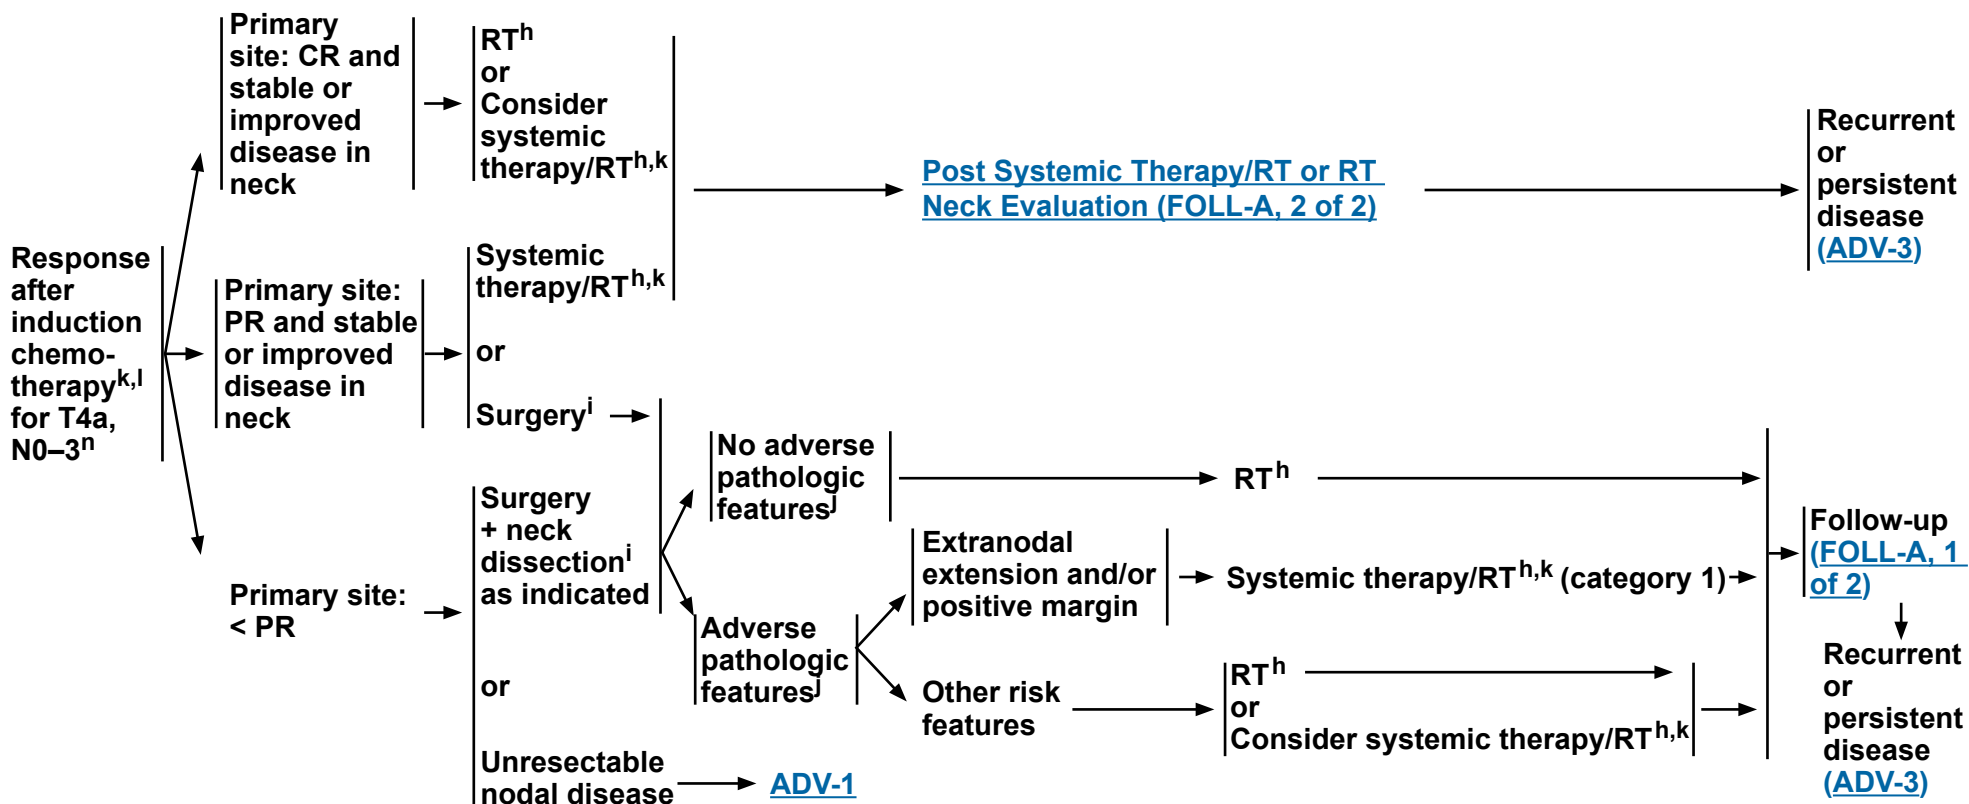 Response
after
induction
chemo-
therapyk,l
for T4a,
N0–3n
Primary
site: CR and
stable or
improved
disease in
neck
RTh
or
Consider
systemic
therapy/RTh,k
Primary site:
PR and stable
or improved
disease in
neck
Systemic
therapy/RTh,k
or
Surgeryi
Post Systemic Therapy/RT or RT
Neck Evaluation (FOLL-A, 2 of 2)
Recurrent
or
persistent
disease
(ADV-3)
Primary site:
< PR
Surgery
+ neck
dissectioni
as indicated
or
Unresectable
nodal disease
ADV-1
No adverse
pathologic
featuresj
RTh
Adverse
pathologic
featuresj
Extranodal
extension and/or
positive margin
Systemic therapy/RTh,k (category 1)
Other risk
features
RTh
or
Consider systemic therapy/RTh,k
Follow-up
(FOLL-A, 1
of 2)
Recurrent
or
persistent
disease
(ADV-3)